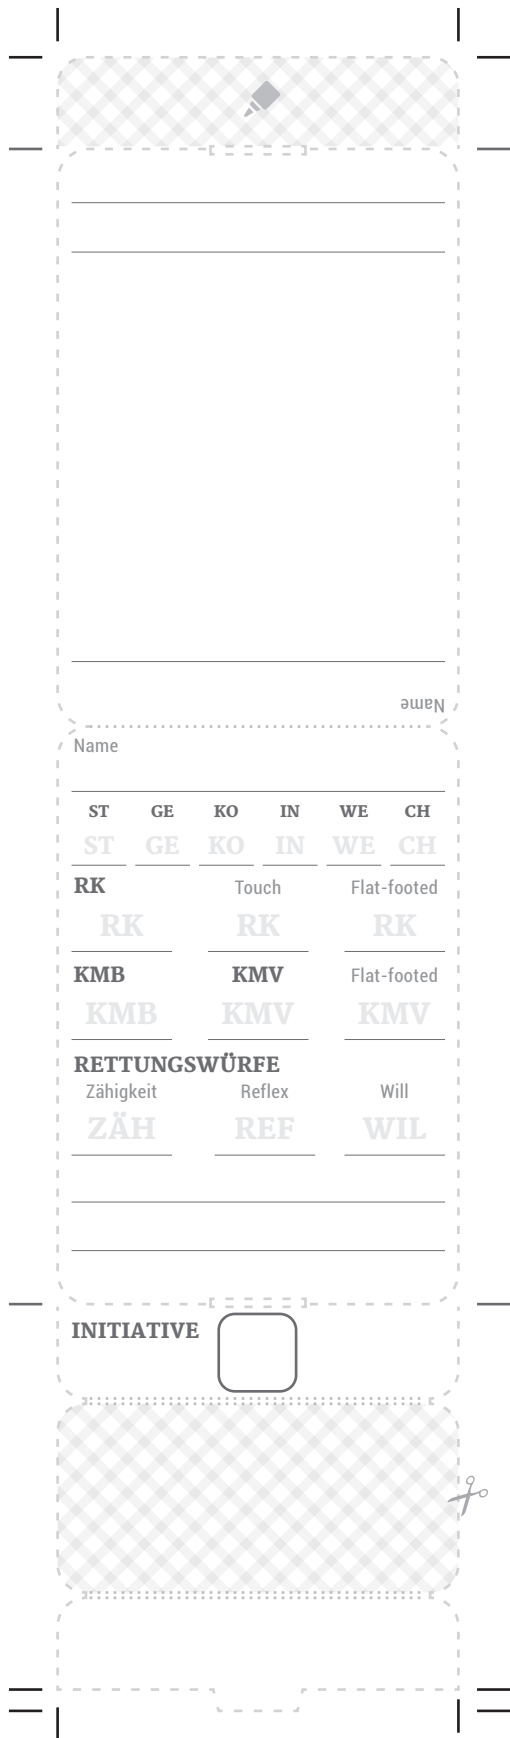 Name
Name
ST GE KO IN WE CH
ST GE KO IN WE CH
RK Touch Flat-footed
RK RK RK
KMB KMV Flat-footed
KMB KMV KMV
RETTUNGSWÜRFE
Zähigkeit Reflex Will
ZÄH REF WIL
INITIATIVE